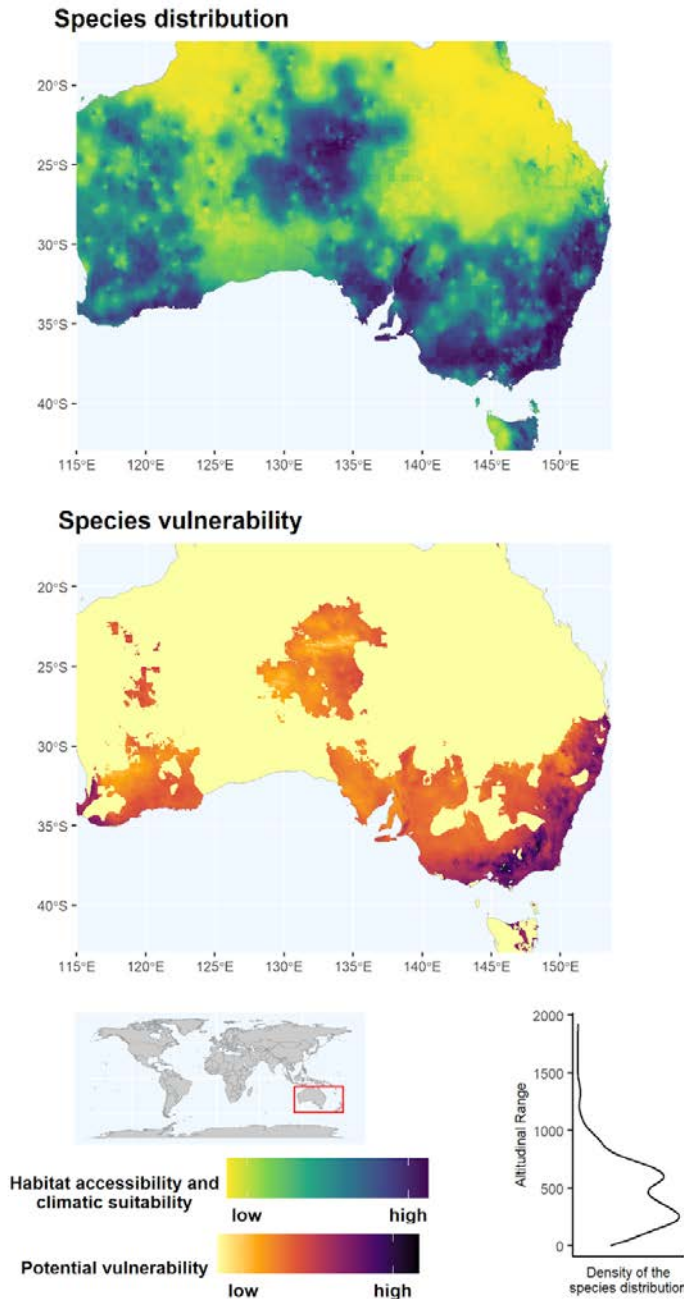 Species distribution
20°S
25°S
30°S
35°S
40°S
115°E 120°E 125°E 130°E 135°E 140°E 145°E 150°E
Species vulnerability
20°S
25°S
30°S
35°S
40°S
115°E 120°E 125°E 130°E 135°E 140°E 145°E 150°E
2000
1500
1000
500
0
Altitudinal Range
Density of the
species distribution
Habitat accessibility and
climatic suitability
low high
Potential vulnerability
low high